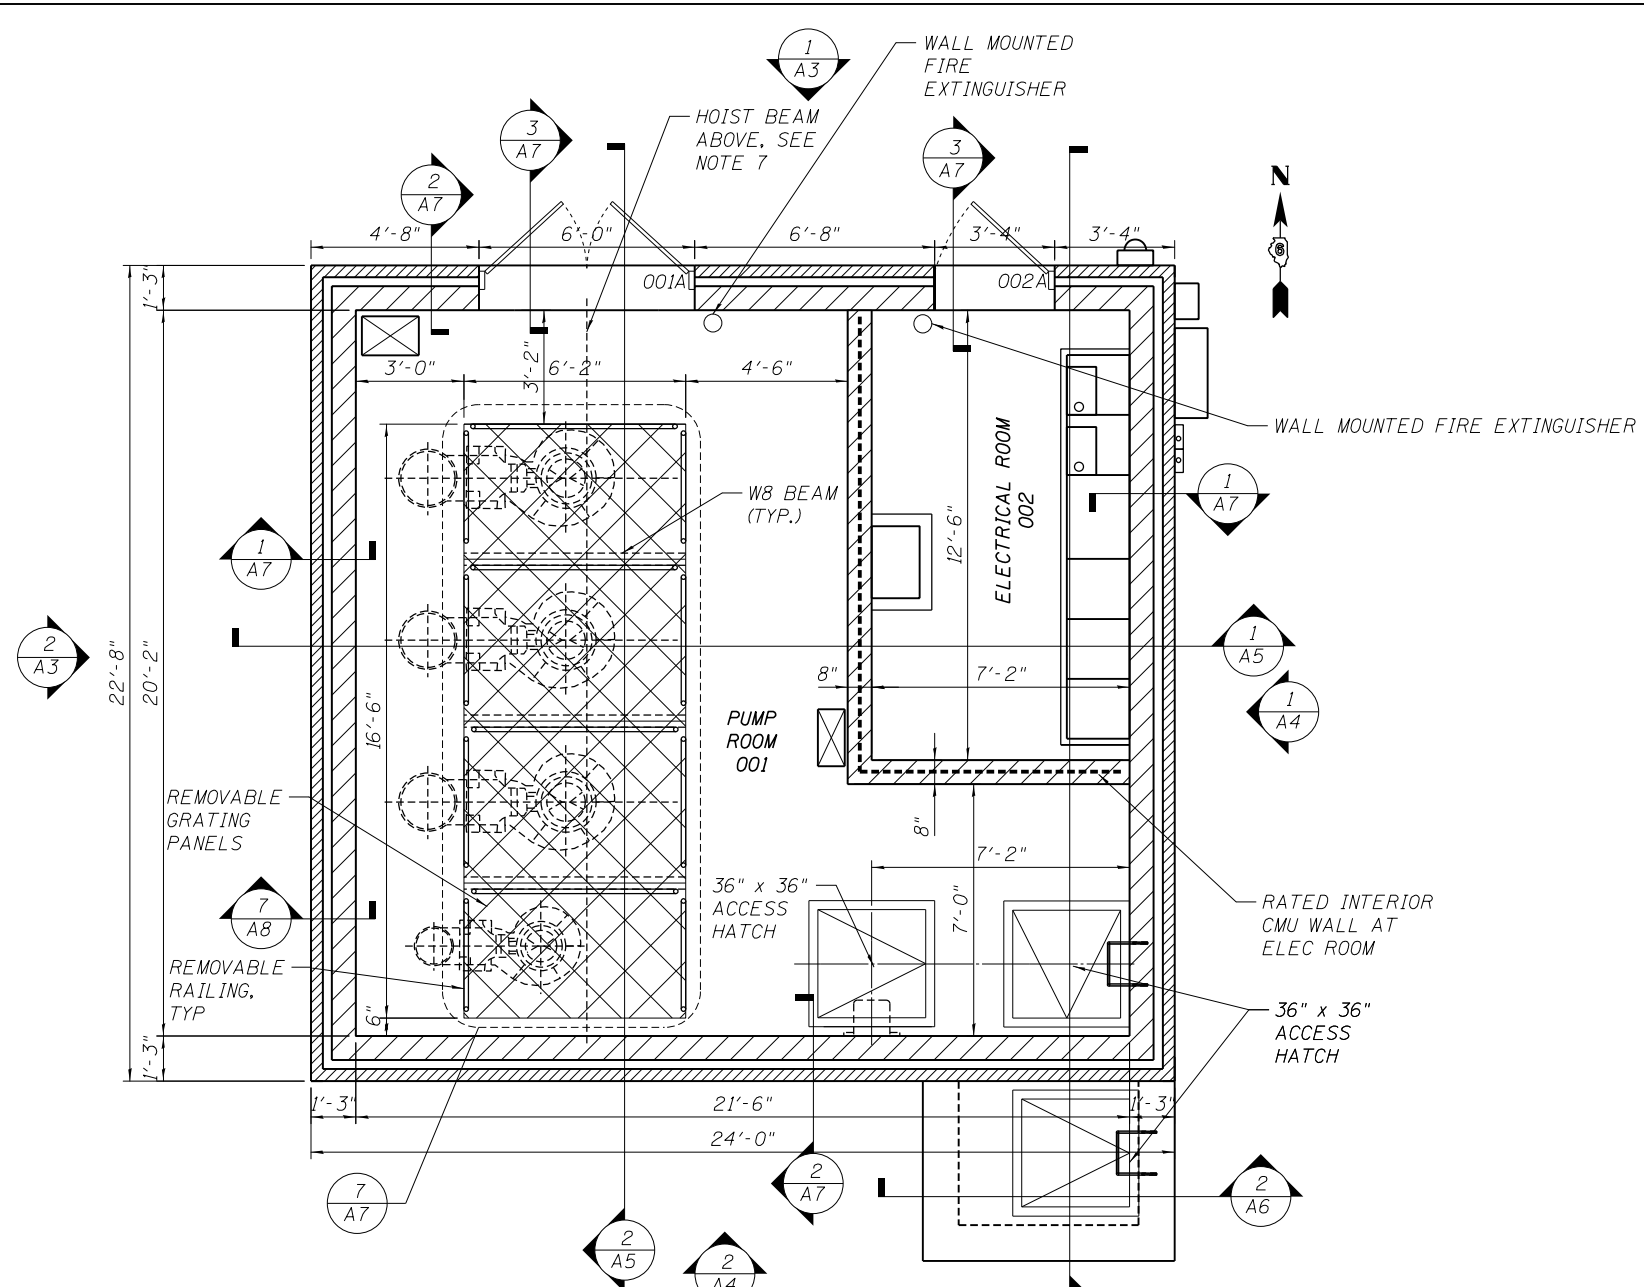 1
A3
WALL MOUNTED
FIRE
EXTINGUISHER
HOIST BEAM
ABOVE, SEE
NOTE 7
3
A7
3
A7
2
A7
N
6
4'-8"
6'-0"
6'-8"
3'-4"
3'-4"
1'-3"
001A
002A
3'-0"
6'-2"
3'-2"
4'-6"
WALL MOUNTED FIRE EXTINGUISHER
W8 BEAM
(TYP.)
ELECTRICAL ROOM
002
12'-6"
1
A7
1
A7
2
A3
22'-8"
20'-2"
1
A5
8"
7'-2"
1
A4
16'-6"
PUMP
ROOM
001
REMOVABLE
GRATING
PANELS
8"
7'-2"
36" x 36"
ACCESS
HATCH
7'-0"
RATED INTERIOR
CMU WALL AT
ELEC ROOM
7
A8
REMOVABLE
RAILING,
TYP
6"
36" x 36"
ACCESS
HATCH
1'-3"
1'-3"
21'-6"
1'-3"
24'-0"
7
A7
2
A7
2
A6
2
A5
2
A4